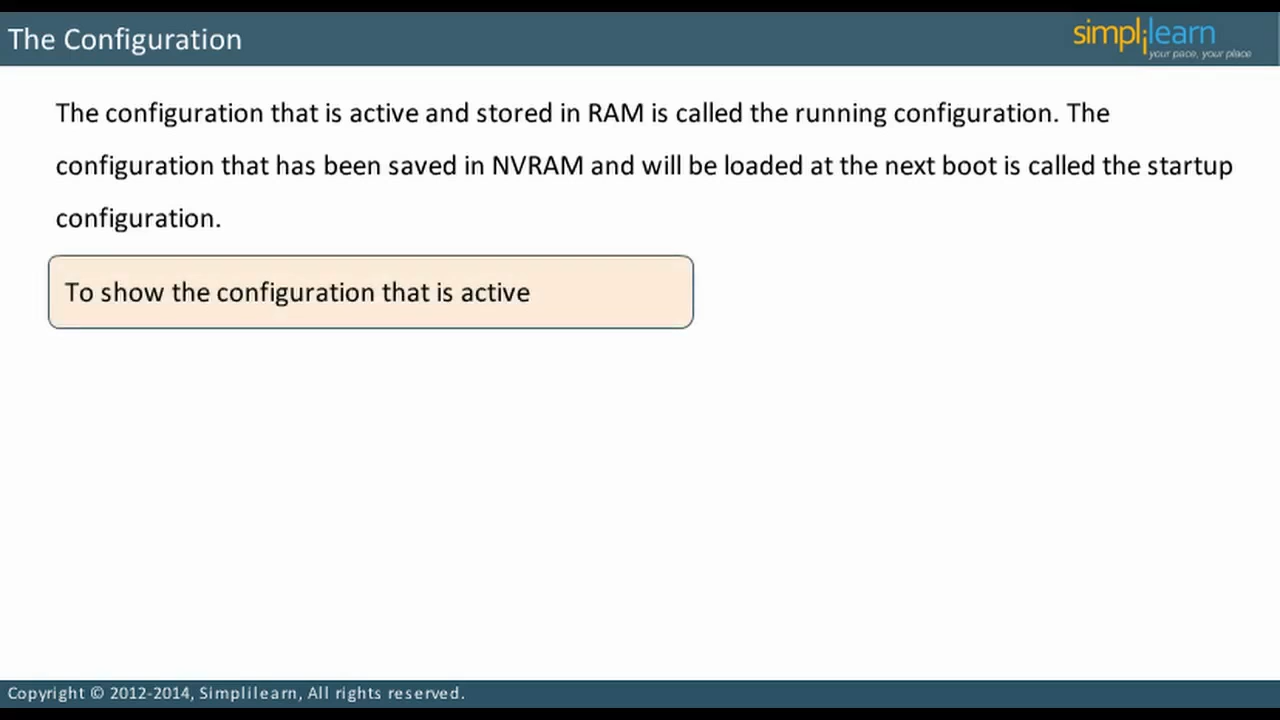 The Configuration
simplilearn
your pace, your place
The configuration that is active and stored in RAM is called the running configuration. The
configuration that has been saved in NVRAM and will be loaded at the next boot is called the startup
configuration.
To show the configuration that is active
Copyright © 2012-2014, Simplilearn, All rights reserved.